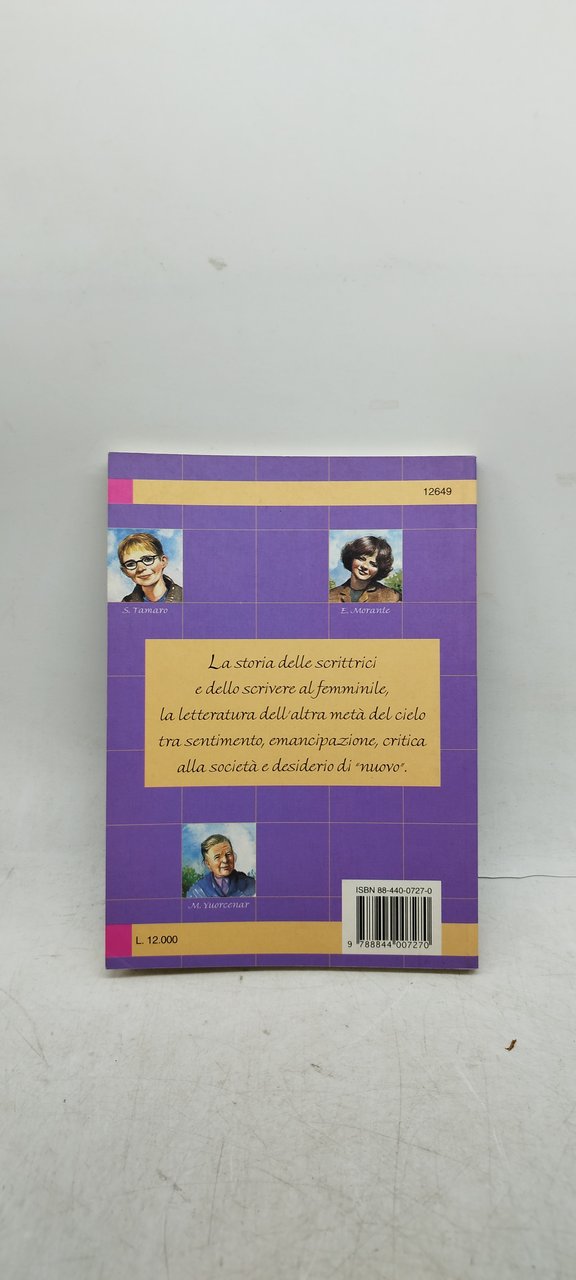 12649
S. Tamaro
E. Morante
La storia delle scrittrici
e dello scrivere al femminile,
la letteratura dell'altra metà del cielo
tra sentimento, emancipazione, critica
alla società e desiderio di "nuovo".
M. Yuorcenar
ISBN 88-440-0727-0
L. 12.000
9 788844 007270